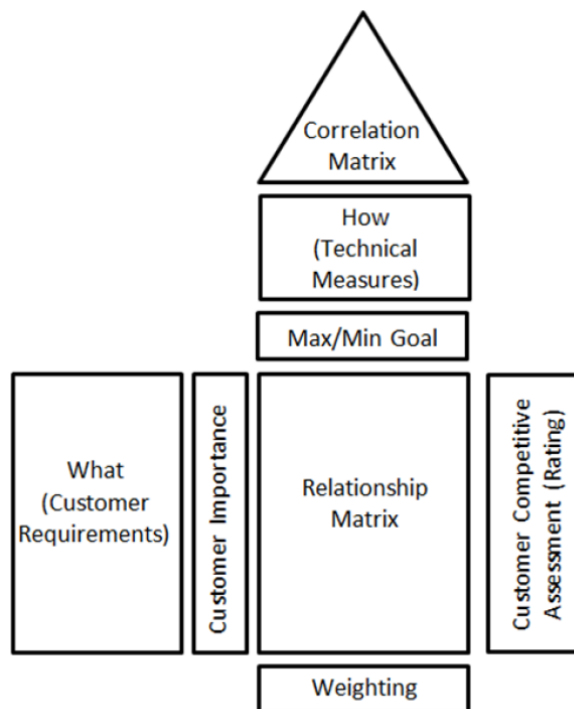 Correlation
Matrix
How
(Technical
Measures)
Max/Min Goal
What
(Customer
Requirements)
Customer Importance
Relationship
Matrix
Customer Competitive
Assessment (Rating)
Weighting